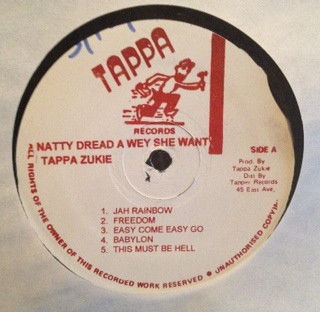 TAPPA
RECORDS
NATTY DREAD A WEY SHE WANT
TAPPA ZUKIE
SIDE A
Prod. By
Tappa Zukie
Dist By
Tapper Records
45 East Ave.
1. JAH RAINBOW
2. FREEDOM
3. EASY COME EASY GO
4. BABYLON
5. THIS MUST BE HELL
ALL RIGHTS OF THE OWNER OF THIS RECORDED WORK RESERVED ● UNAUTHORISED